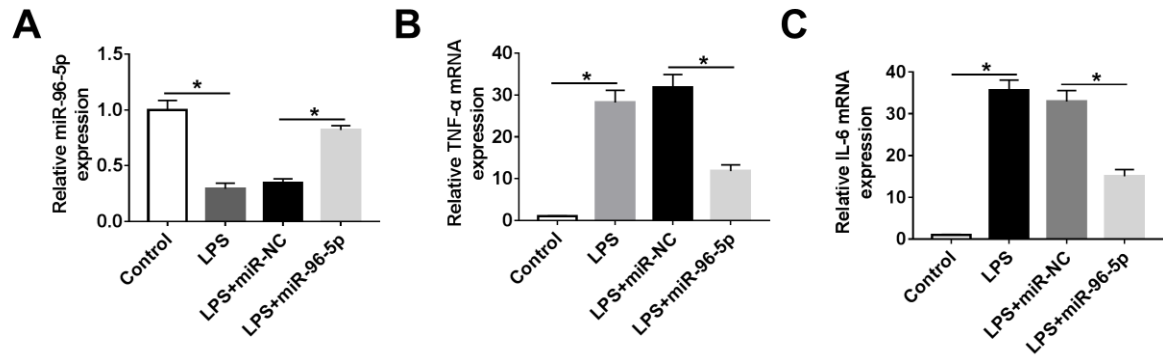 A
Relative miR-96-5p
expression
1.5
1.0
0.5
0.0
*
*
Control
LPS
LPS+miR-NC
LPS+miR-96-5p
B
Relative TNF-α mRNA
expression
40
30
20
10
0
*
*
Control
LPS
LPS+miR-NC
LPS+miR-96-5p
C
Relative IL-6 mRNA
expression
40
30
20
10
0
*
*
Control
LPS
LPS+miR-NC
LPS+miR-96-5p